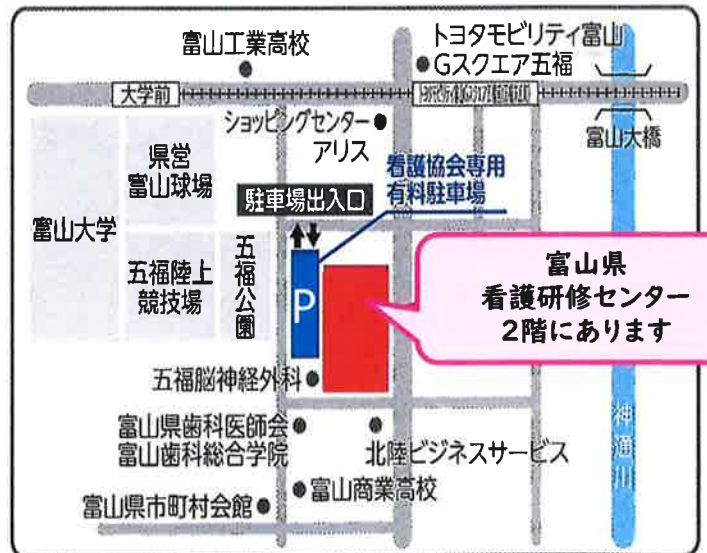 富山工業高校
トヨタモビリティ富山
Gスクエア五福
大学前
富山大橋
ショッピングセンター
アリス
県営
富山球場
看護協会専用
有料駐車場
駐車場出入口
富山大学
五福陸上
競技場
五福公園
P
富山県
看護研修センター
2階にあります
五福脳神経外科
富山県歯科医師会
富山歯科総合学院
北陸ビジネスサービス
神通川
富山商業高校
富山県市町村会館